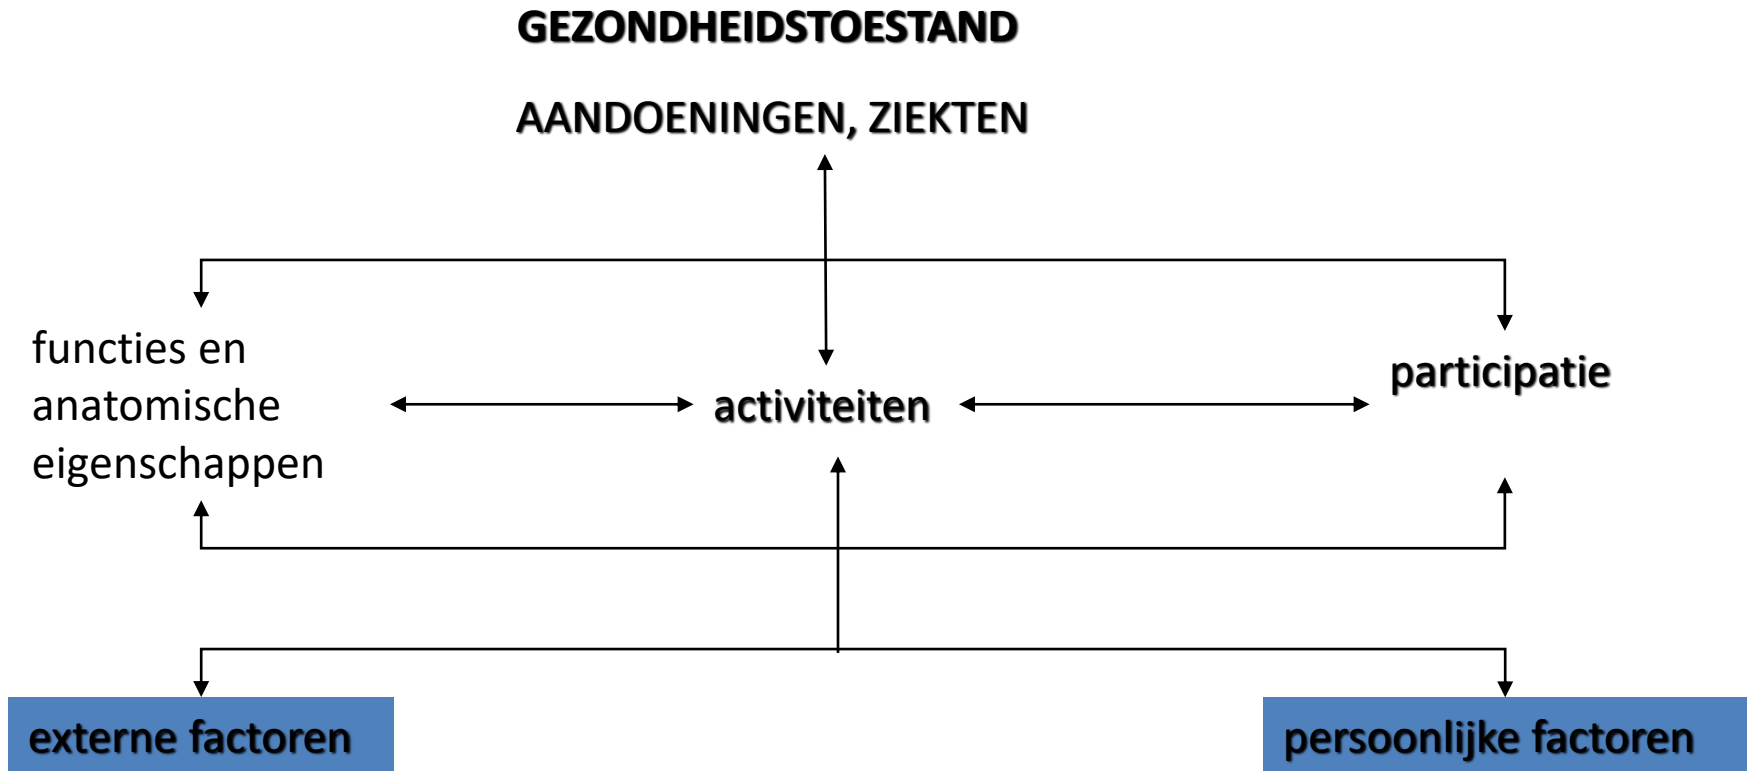 GEZONDHEIDSTOESTAND
AANDOENINGEN, ZIEKTEN
functies en
anatomische
eigenschappen
activiteiten
participatie
externe factoren
persoonlijke factoren